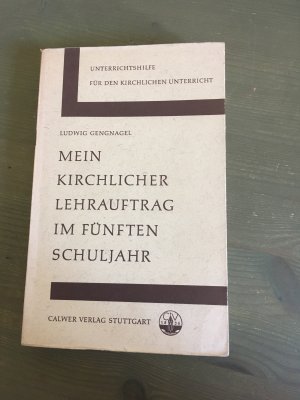 UNTERRICHTSHILFE
FÜR DEN KIRCHLICHEN UNTERRICHT
LUDWIG GENGNAGEL
MEIN
KIRCHLICHER
LEHRAUFTRAG
IM FÜNFTEN
SCHULJAHR
CALWER VERLAG STUTTGART